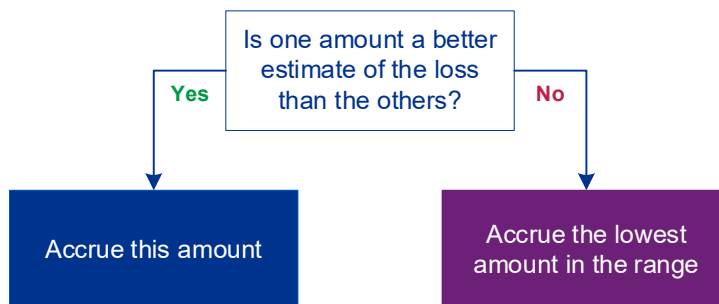 Is one amount a better
estimate of the loss
than the others?
Yes
No
Accrue this amount
Accrue the lowest
amount in the range